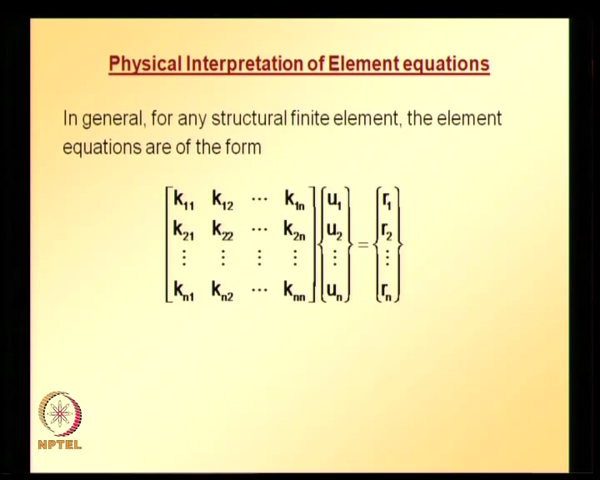 Physical Interpretation of Element equations
In general, for any structural finite element, the element
equations are of the form
k₁₁ k₁₂ ⋯ k₁ₙ u₁ r₁
k₂₁ k₂₂ ⋯ k₂ₙ u₂ = r₂
⋮ ⋮ ⋮ ⋮ ⋮ ⋮
kₙ₁ kₙ₂ ⋯ kₙₙ uₙ rₙ
NPTEL